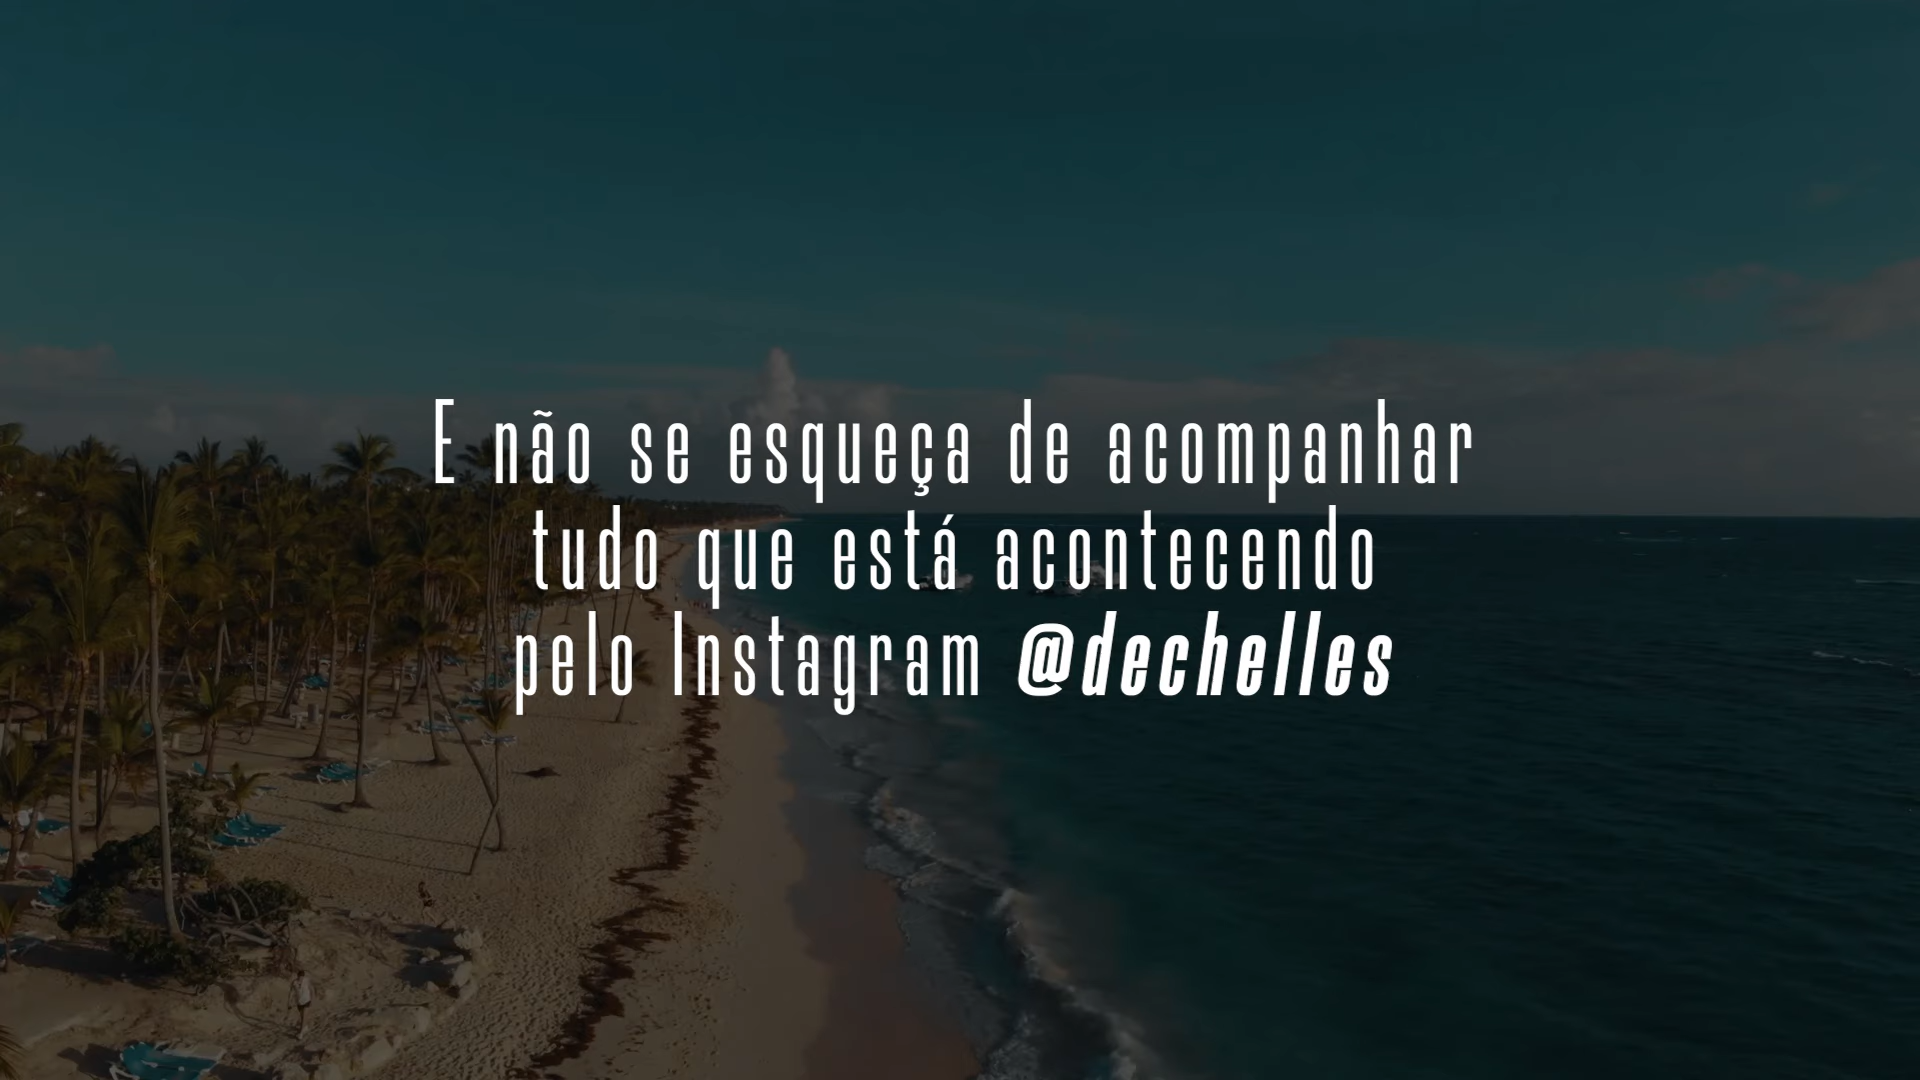 E não se esqueça de acompanhar
tudo que está acontecendo
pelo Instagram @dechelles